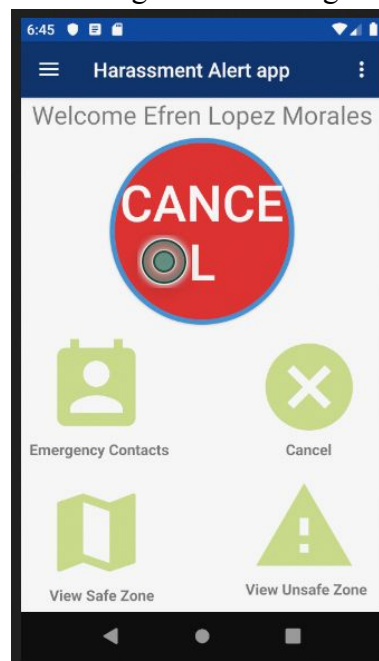 6:45
Harassment Alert app
Welcome Efren Lopez Morales
CANCE
L
Emergency Contacts
Cancel
View Safe Zone
View Unsafe Zone